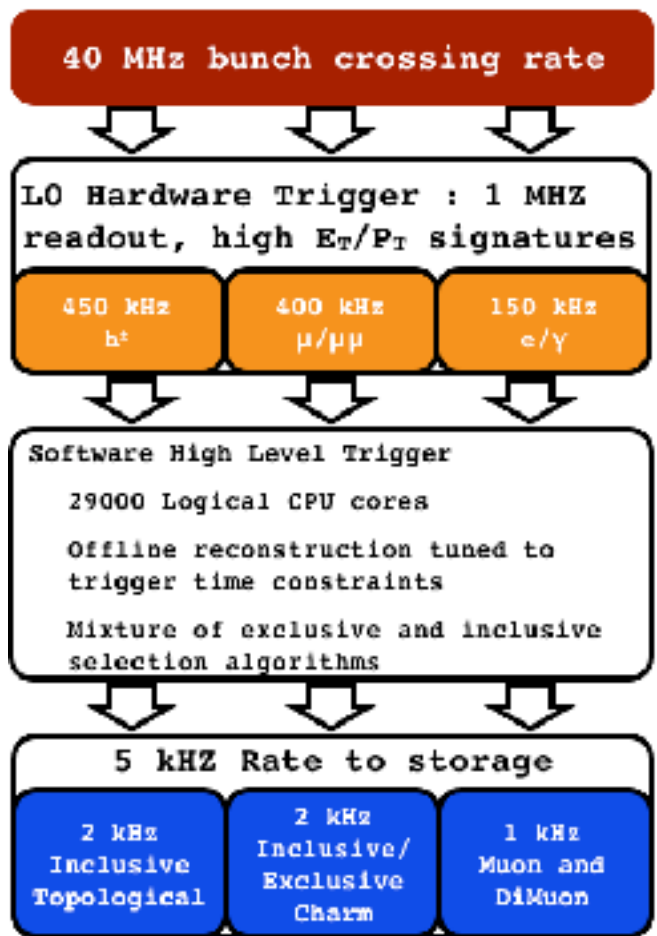 40 MHz bunch crossing rate
L0 Hardware Trigger : 1 MHZ
readout, high E_T/P_T signatures
450 kHz
h±
400 kHz
μ/μμ
150 kHz
e/γ
Software High Level Trigger
29000 Logical CPU cores
Offline reconstruction tuned to
trigger time constraints
Mixture of exclusive and inclusive
selection algorithms
5 kHZ Rate to storage
2 kHz
Inclusive
Topological
2 kHz
Inclusive/
Exclusive
Charm
1 kHz
Muon and
DiMuon